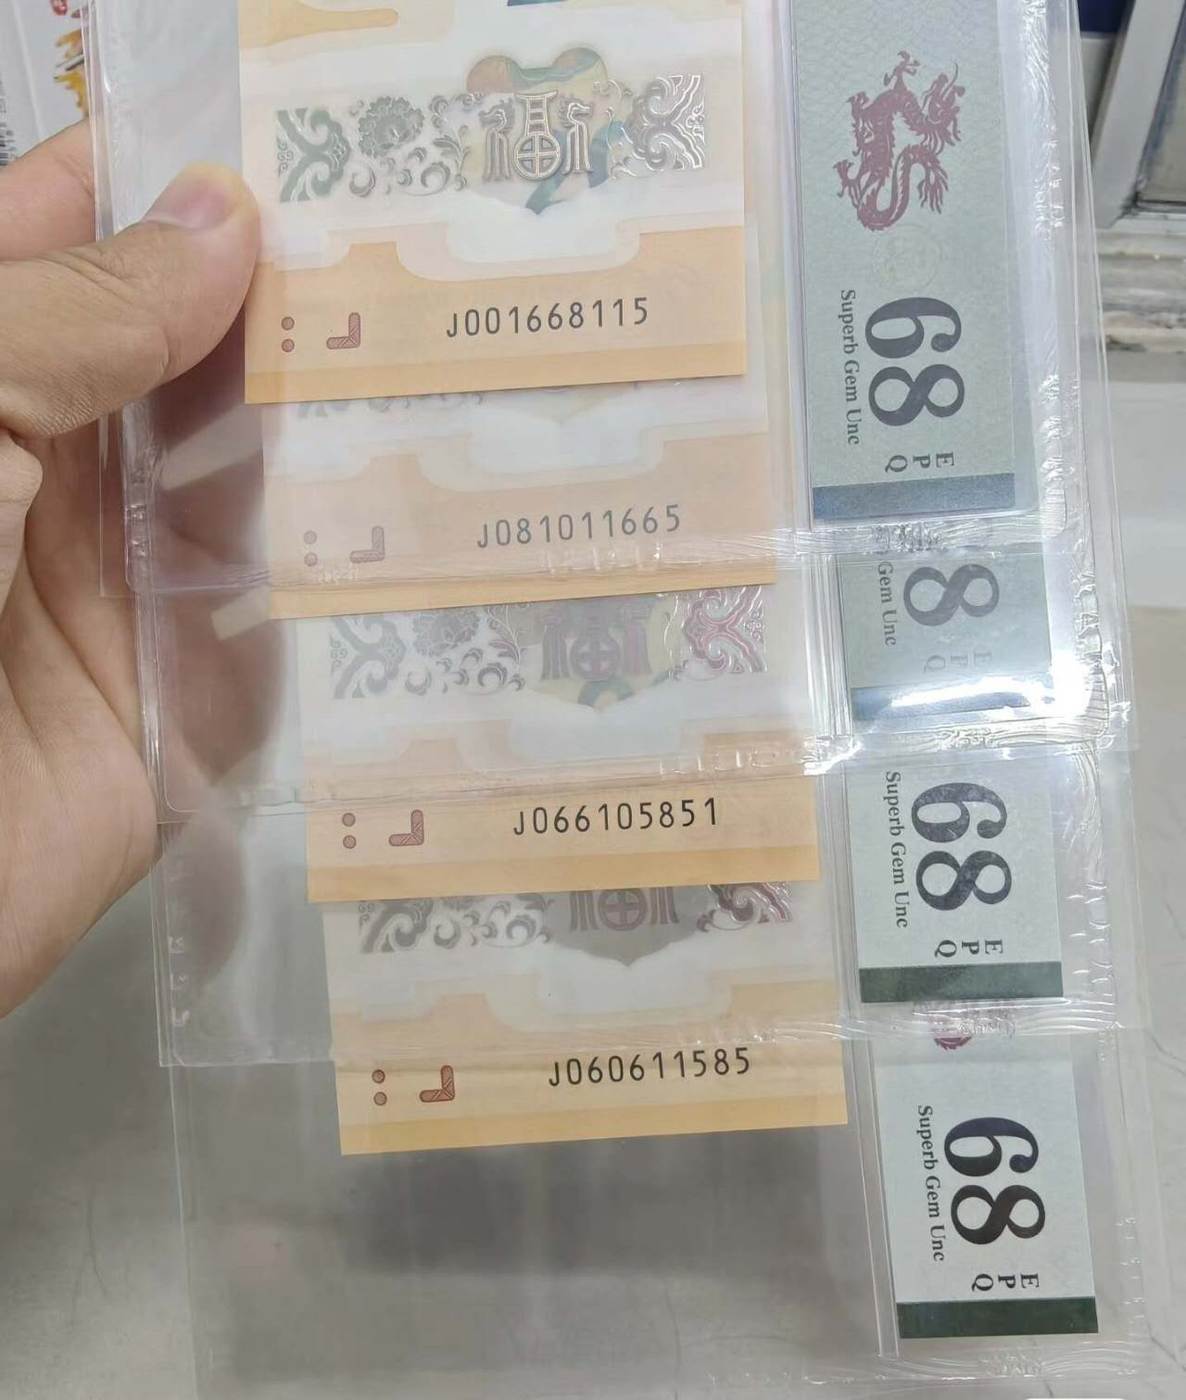 J001668115
68
EPQ
Superb Gem Unc
J081011665
8
EPQ
Gem Unc
J066105851
68
EPQ
Superb Gem Unc
J060611585
68
EPQ
Superb Gem Unc